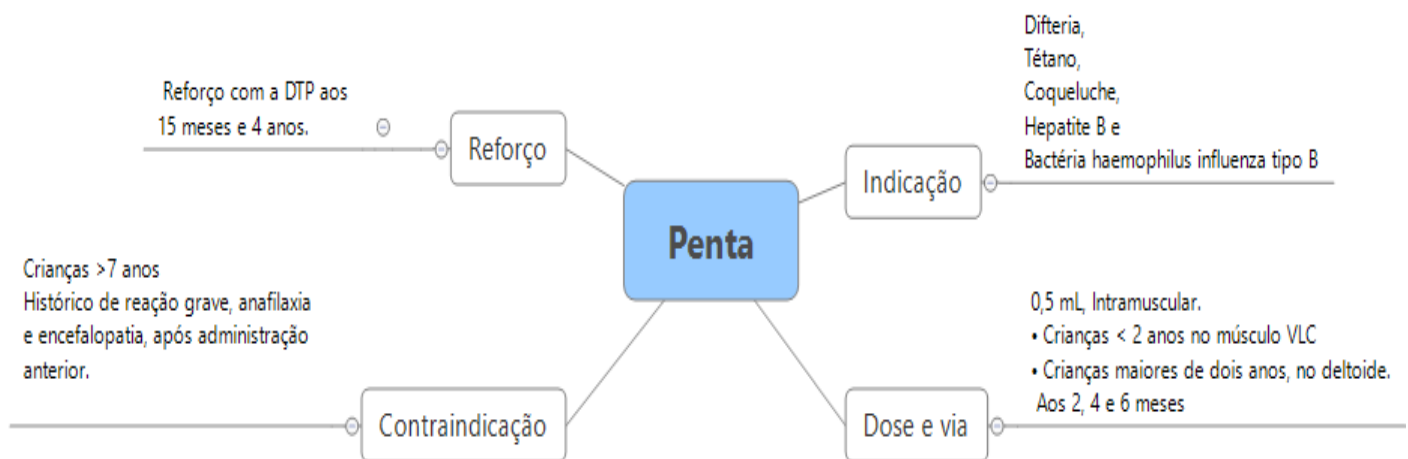 Penta
Reforço
Reforço com a DTP aos
15 meses e 4 anos.
Indicação
Difteria,
Tétano,
Coqueluche,
Hepatite B e
Bactéria haemophilus influenza tipo B
Contraindicação
Crianças >7 anos
Histórico de reação grave, anafilaxia
e encefalopatia, após administração
anterior.
Dose e via
0,5 mL, Intramuscular.
• Crianças < 2 anos no músculo VLC
• Crianças maiores de dois anos, no deltoide.
Aos 2, 4 e 6 meses